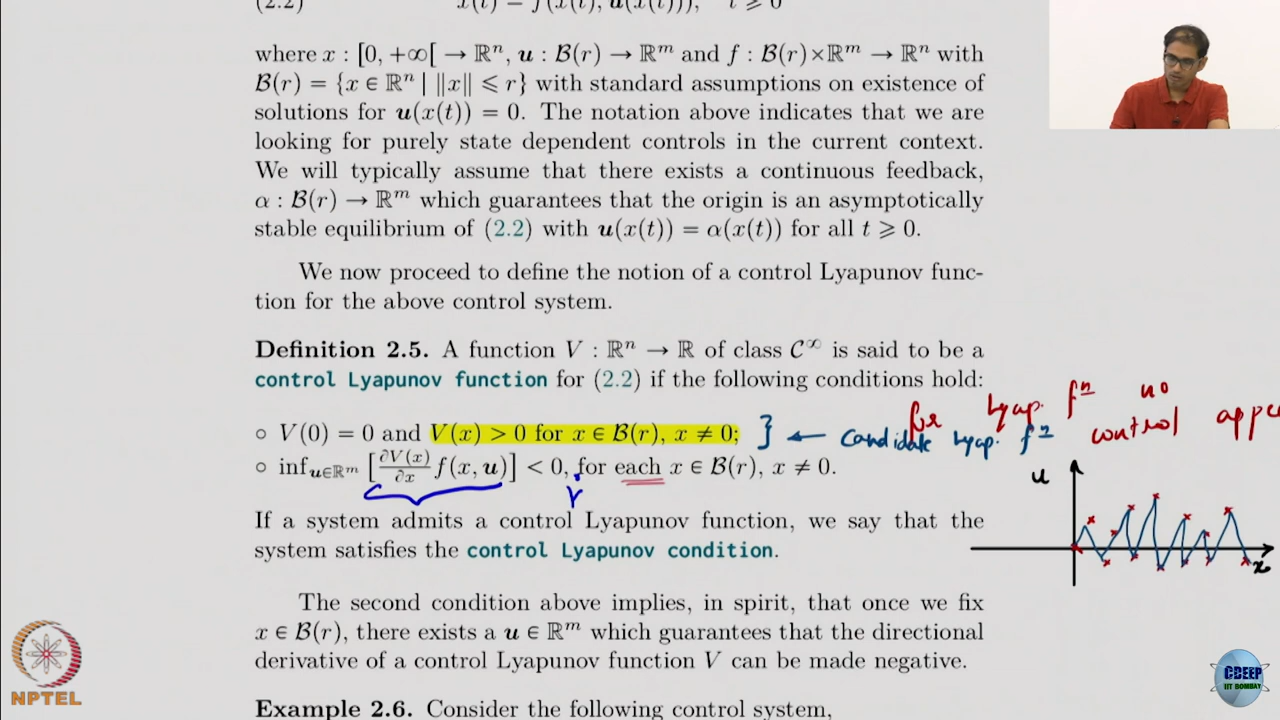 (2.2) ẋ(t) = f(x(t), u(x(t))), t ⩾ 0
where x : [0, +∞[ → ℝⁿ, u : ℬ(r) → ℝᵐ and f : ℬ(r)×ℝᵐ → ℝⁿ with
ℬ(r) = {x ∈ ℝⁿ | ‖x‖ ⩽ r} with standard assumptions on existence of
solutions for u(x(t)) = 0. The notation above indicates that we are
looking for purely state dependent controls in the current context.
We will typically assume that there exists a continuous feedback,
α : ℬ(r) → ℝᵐ which guarantees that the origin is an asymptotically
stable equilibrium of (2.2) with u(x(t)) = α(x(t)) for all t ⩾ 0.
We now proceed to define the notion of a control Lyapunov func-
tion for the above control system.
Definition 2.5. A function V : ℝⁿ → ℝ of class 𝒞^∞ is said to be a
control Lyapunov function for (2.2) if the following conditions hold:
for Lyap. fⁿ no
control appe
∘ V(0) = 0 and V(x) > 0 for x ∈ ℬ(r), x ≠ 0; } ← candidate Lyap. fⁿ
∘ inf_{u∈ℝᵐ} [∂V(x)/∂x f(x, u)] < 0, for each x ∈ ℬ(r), x ≠ 0.
u
x
If a system admits a control Lyapunov function, we say that the
system satisfies the control Lyapunov condition.
The second condition above implies, in spirit, that once we fix
x ∈ ℬ(r), there exists a u ∈ ℝᵐ which guarantees that the directional
derivative of a control Lyapunov function V can be made negative.
Example 2.6. Consider the following control system,
NPTEL
CDEEP
IIT BOMBAY